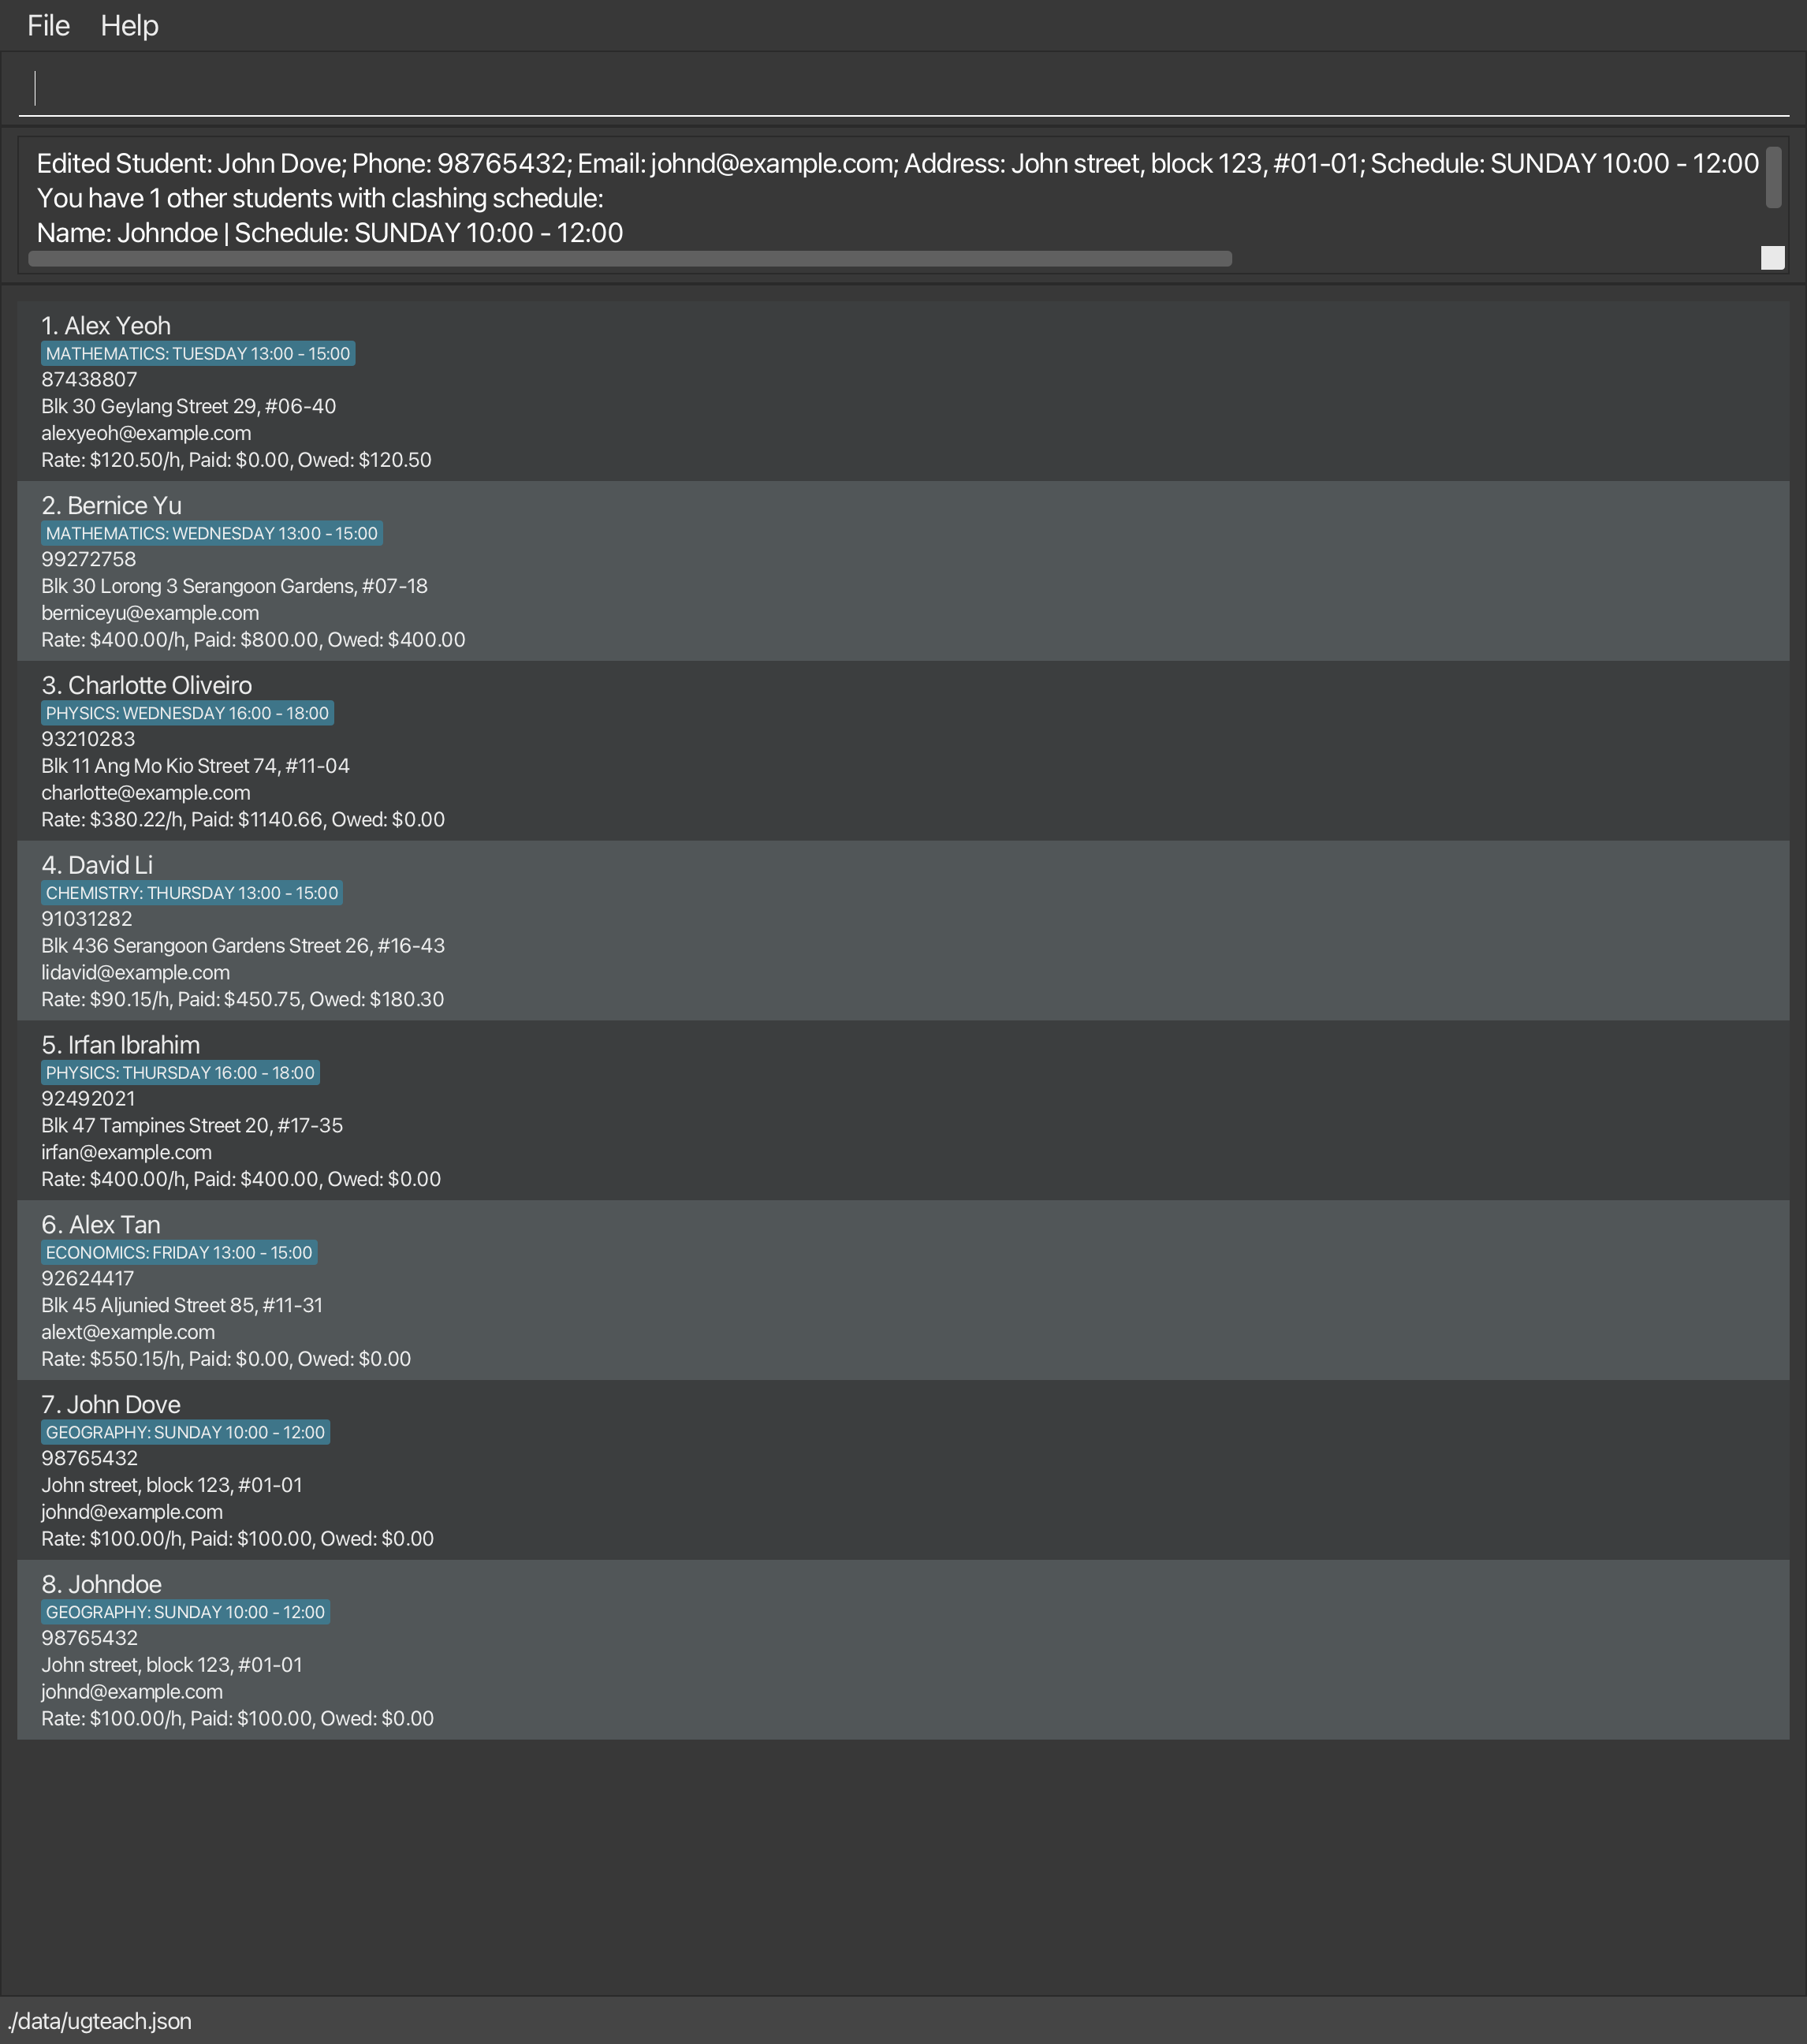 File Help
Edited Student: John Dove; Phone: 98765432; Email: johnd@example.com; Address: John street, block 123, #01-01; Schedule: SUNDAY 10:00 - 12:00
You have 1 other students with clashing schedule:
Name: Johndoe | Schedule: SUNDAY 10:00 - 12:00
1. Alex Yeoh
MATHEMATICS: TUESDAY 13:00 - 15:00
87438807
Blk 30 Geylang Street 29, #06-40
alexyeoh@example.com
Rate: $120.50/h, Paid: $0.00, Owed: $120.50
2. Bernice Yu
MATHEMATICS: WEDNESDAY 13:00 - 15:00
99272758
Blk 30 Lorong 3 Serangoon Gardens, #07-18
berniceyu@example.com
Rate: $400.00/h, Paid: $800.00, Owed: $400.00
3. Charlotte Oliveiro
PHYSICS: WEDNESDAY 16:00 - 18:00
93210283
Blk 11 Ang Mo Kio Street 74, #11-04
charlotte@example.com
Rate: $380.22/h, Paid: $1140.66, Owed: $0.00
4. David Li
CHEMISTRY: THURSDAY 13:00 - 15:00
91031282
Blk 436 Serangoon Gardens Street 26, #16-43
lidavid@example.com
Rate: $90.15/h, Paid: $450.75, Owed: $180.30
5. Irfan Ibrahim
PHYSICS: THURSDAY 16:00 - 18:00
92492021
Blk 47 Tampines Street 20, #17-35
irfan@example.com
Rate: $400.00/h, Paid: $400.00, Owed: $0.00
6. Alex Tan
ECONOMICS: FRIDAY 13:00 - 15:00
92624417
Blk 45 Aljunied Street 85, #11-31
alext@example.com
Rate: $550.15/h, Paid: $0.00, Owed: $0.00
7. John Dove
GEOGRAPHY: SUNDAY 10:00 - 12:00
98765432
John street, block 123, #01-01
johnd@example.com
Rate: $100.00/h, Paid: $100.00, Owed: $0.00
8. Johndoe
GEOGRAPHY: SUNDAY 10:00 - 12:00
98765432
John street, block 123, #01-01
johnd@example.com
Rate: $100.00/h, Paid: $100.00, Owed: $0.00
./data/ugteach.json